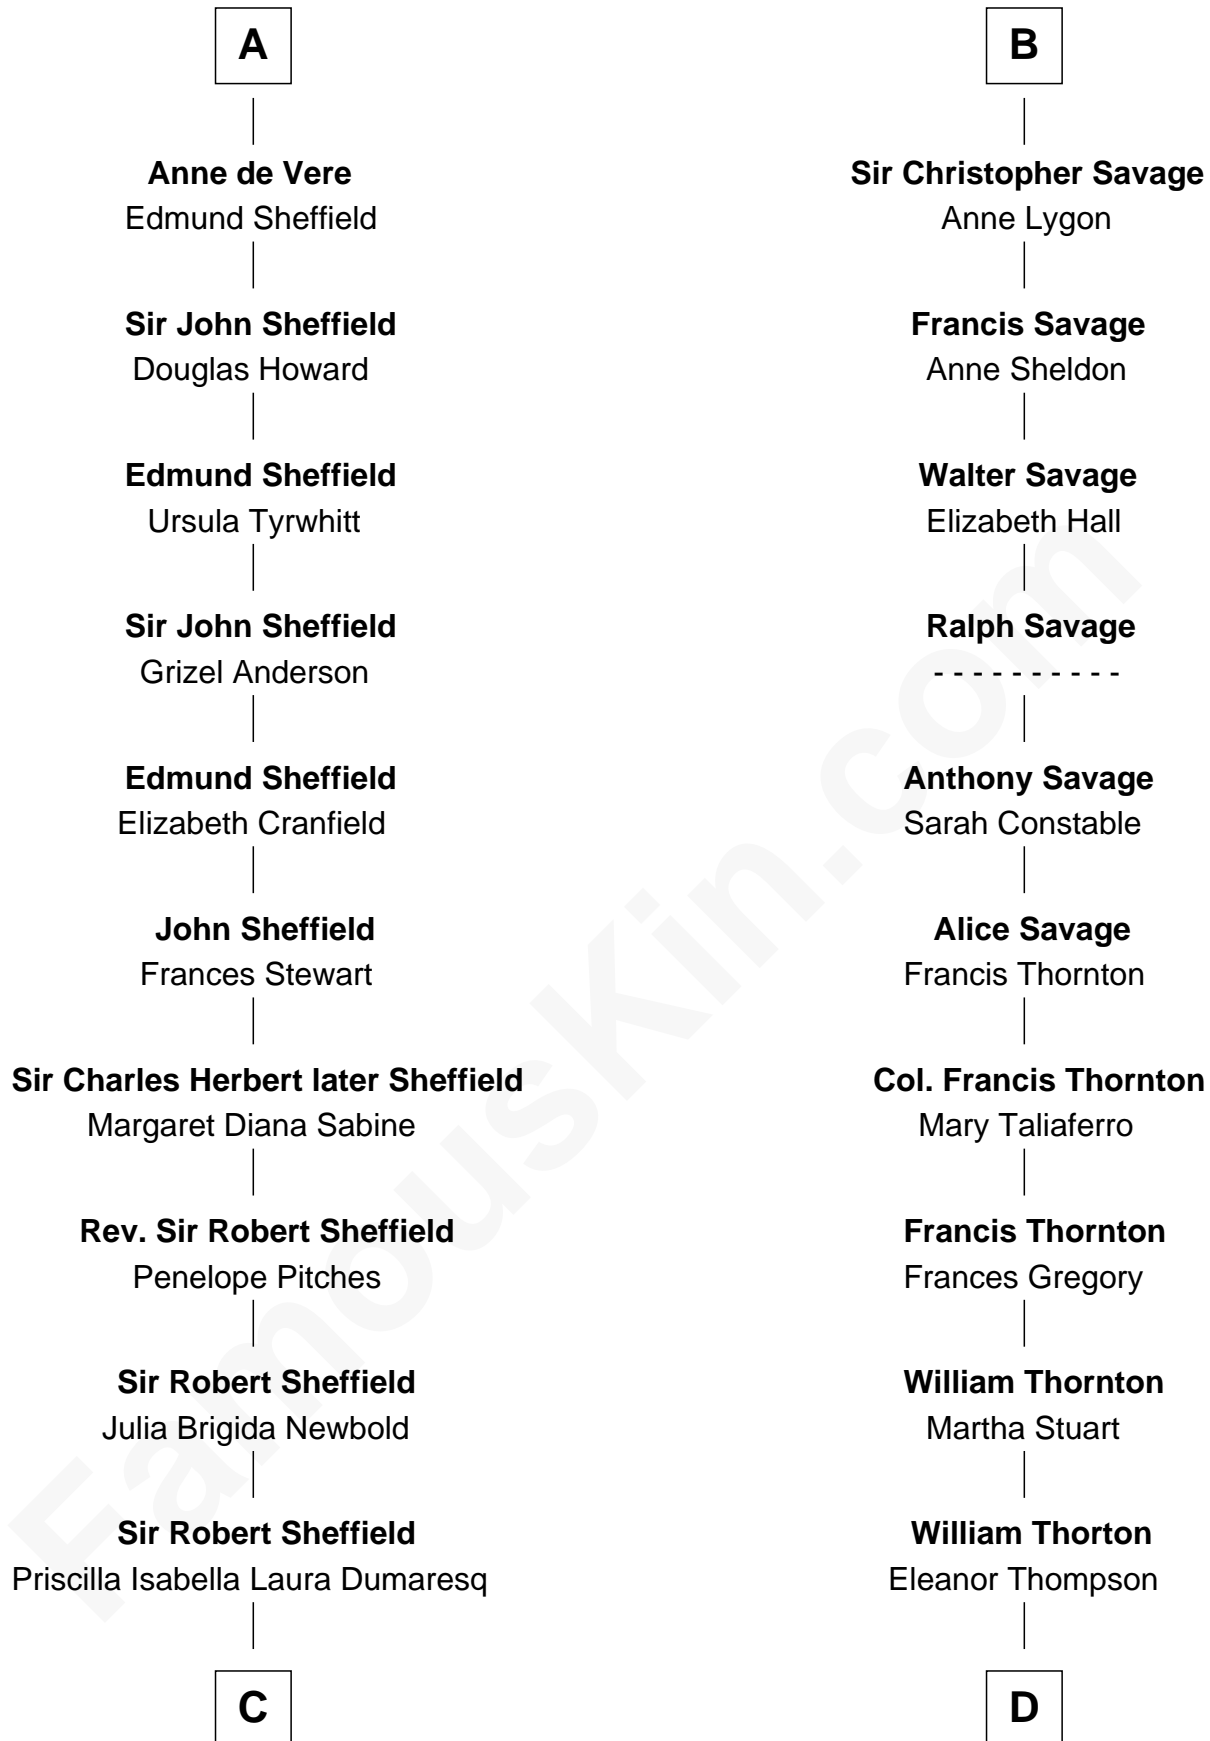 A
Anne de Vere
Edmund Sheffield
Sir John Sheffield
Douglas Howard
Edmund Sheffield
Ursula Tyrwhitt
Sir John Sheffield
Grizel Anderson
Edmund Sheffield
Elizabeth Cranfield
John Sheffield
Frances Stewart
Sir Charles Herbert later Sheffield
Margaret Diana Sabine
Rev. Sir Robert Sheffield
Penelope Pitches
Sir Robert Sheffield
Julia Brigida Newbold
Sir Robert Sheffield
Priscilla Isabella Laura Dumaresq
C
B
Sir Christopher Savage
Anne Lygon
Francis Savage
Anne Sheldon
Walter Savage
Elizabeth Hall
Ralph Savage
- - - - - - - - - -
Anthony Savage
Sarah Constable
Alice Savage
Francis Thornton
Col. Francis Thornton
Mary Taliaferro
Francis Thornton
Frances Gregory
William Thornton
Martha Stuart
William Thorton
Eleanor Thompson
D
FamousKin.com